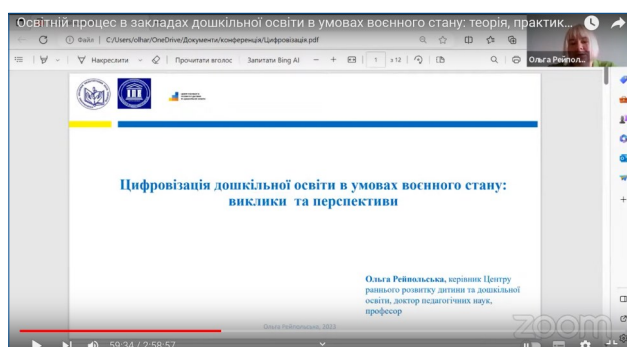 Освітній процес в закладах дошкільної освіти в умовах воєнного стану: теорія, практик...
Файл | C:/Users/olhar/OneDrive/Документи/конференція/Цифровізація.pdf
Накреслити | Прочитати вголос | Запитати Bing AI 1 з 12
Ольга Рейпол...
Цифровізація дошкільної освіти в умовах воєнного стану:
виклики та перспективи
Ольга Рейпольська, керівник Центру
раннього розвитку дитини та дошкільної
освіти, доктор педагогічних наук,
професор
Ольга Рейпольська, 2023
zoom
59:34 / 2:58:57